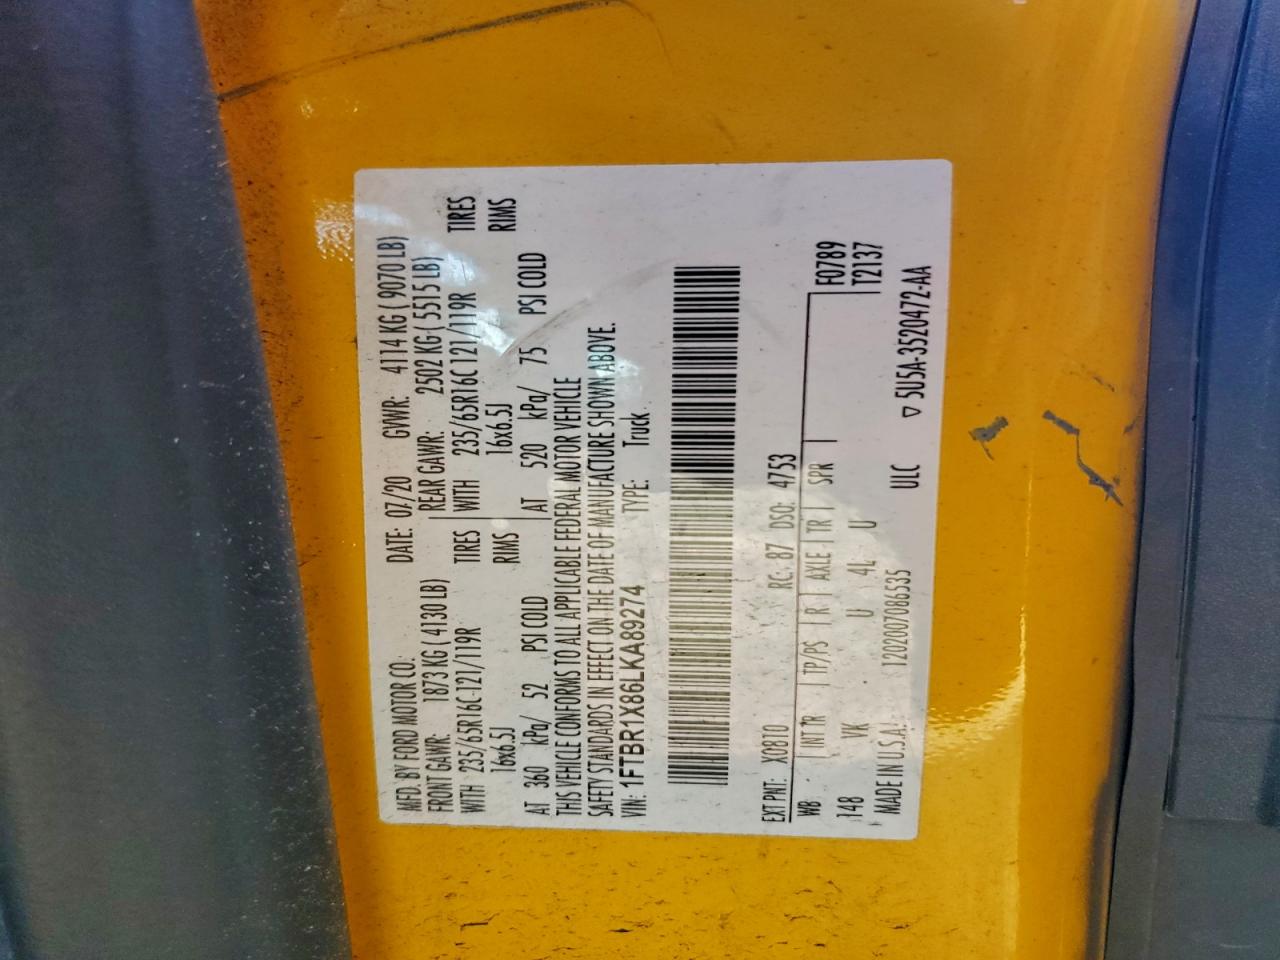 MFD. BY FORD MOTOR CO. DATE: 07/20 GVWR: 4114 KG ( 9070 LB)
FRONT GAWR: 1873 KG ( 4130 LB) REAR GAWR: 2502 KG ( 5515 LB)
WITH 235/65R16C 121/119R TIRES WITH 235/65R16C 121/119R TIRES
16x6.5J RIMS 16x6.5J RIMS
AT 360 kPa/ 52 PSI COLD AT 520 kPa/ 75 PSI COLD
THIS VEHICLE CONFORMS TO ALL APPLICABLE FEDERAL MOTOR VEHICLE
SAFETY STANDARDS IN EFFECT ON THE DATE OF MANUFACTURE SHOWN ABOVE.
VIN: 1FTBR1X86LKA89274 TYPE: Truck
EXT PNT: X0810 RC: 87 DSO: 4753
WB INT TR TP/PS R AXLE TR SPR F0789
148 VK U 4L U T2137
MADE IN U.S.A. 1202007086535 ULC ▽ 5U5A-3520472-AA